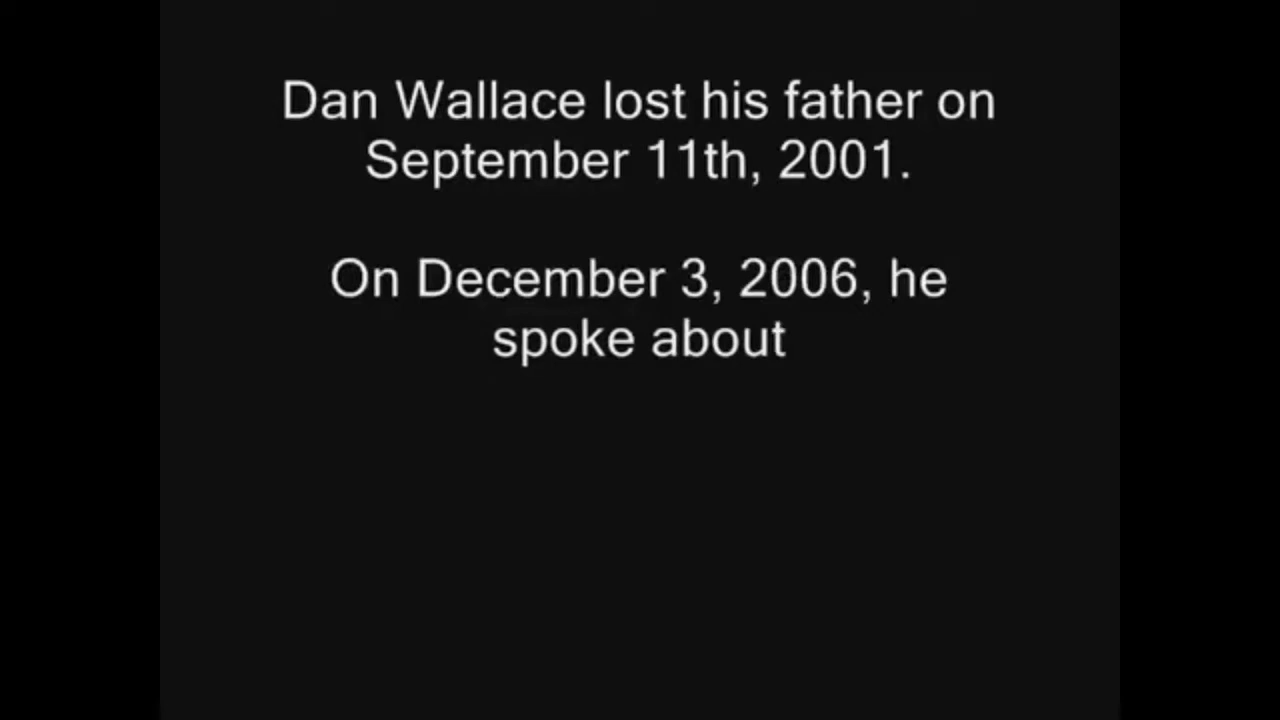 Dan Wallace lost his father on
September 11th, 2001.
On December 3, 2006, he
spoke about